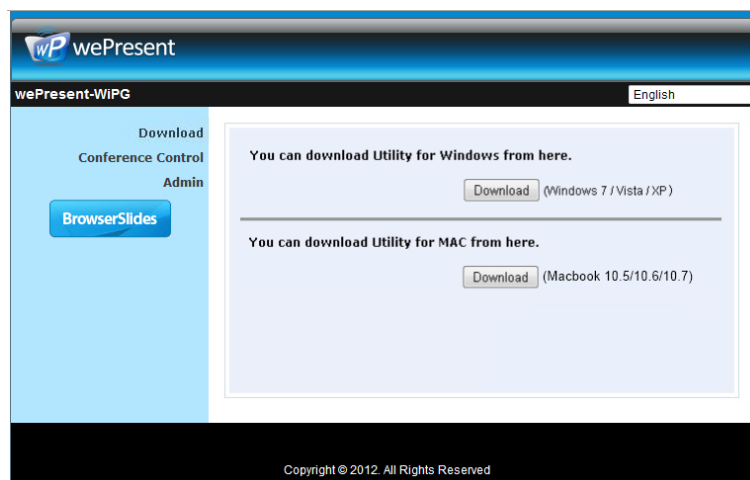 wP wePresent
wePresent-WiPG
English
Download
Conference Control
Admin
BrowserSlides
You can download Utility for Windows from here.
Download (Windows 7 / Vista / XP)
You can download Utility for MAC from here.
Download (Macbook 10.5/10.6/10.7)
Copyright © 2012. All Rights Reserved